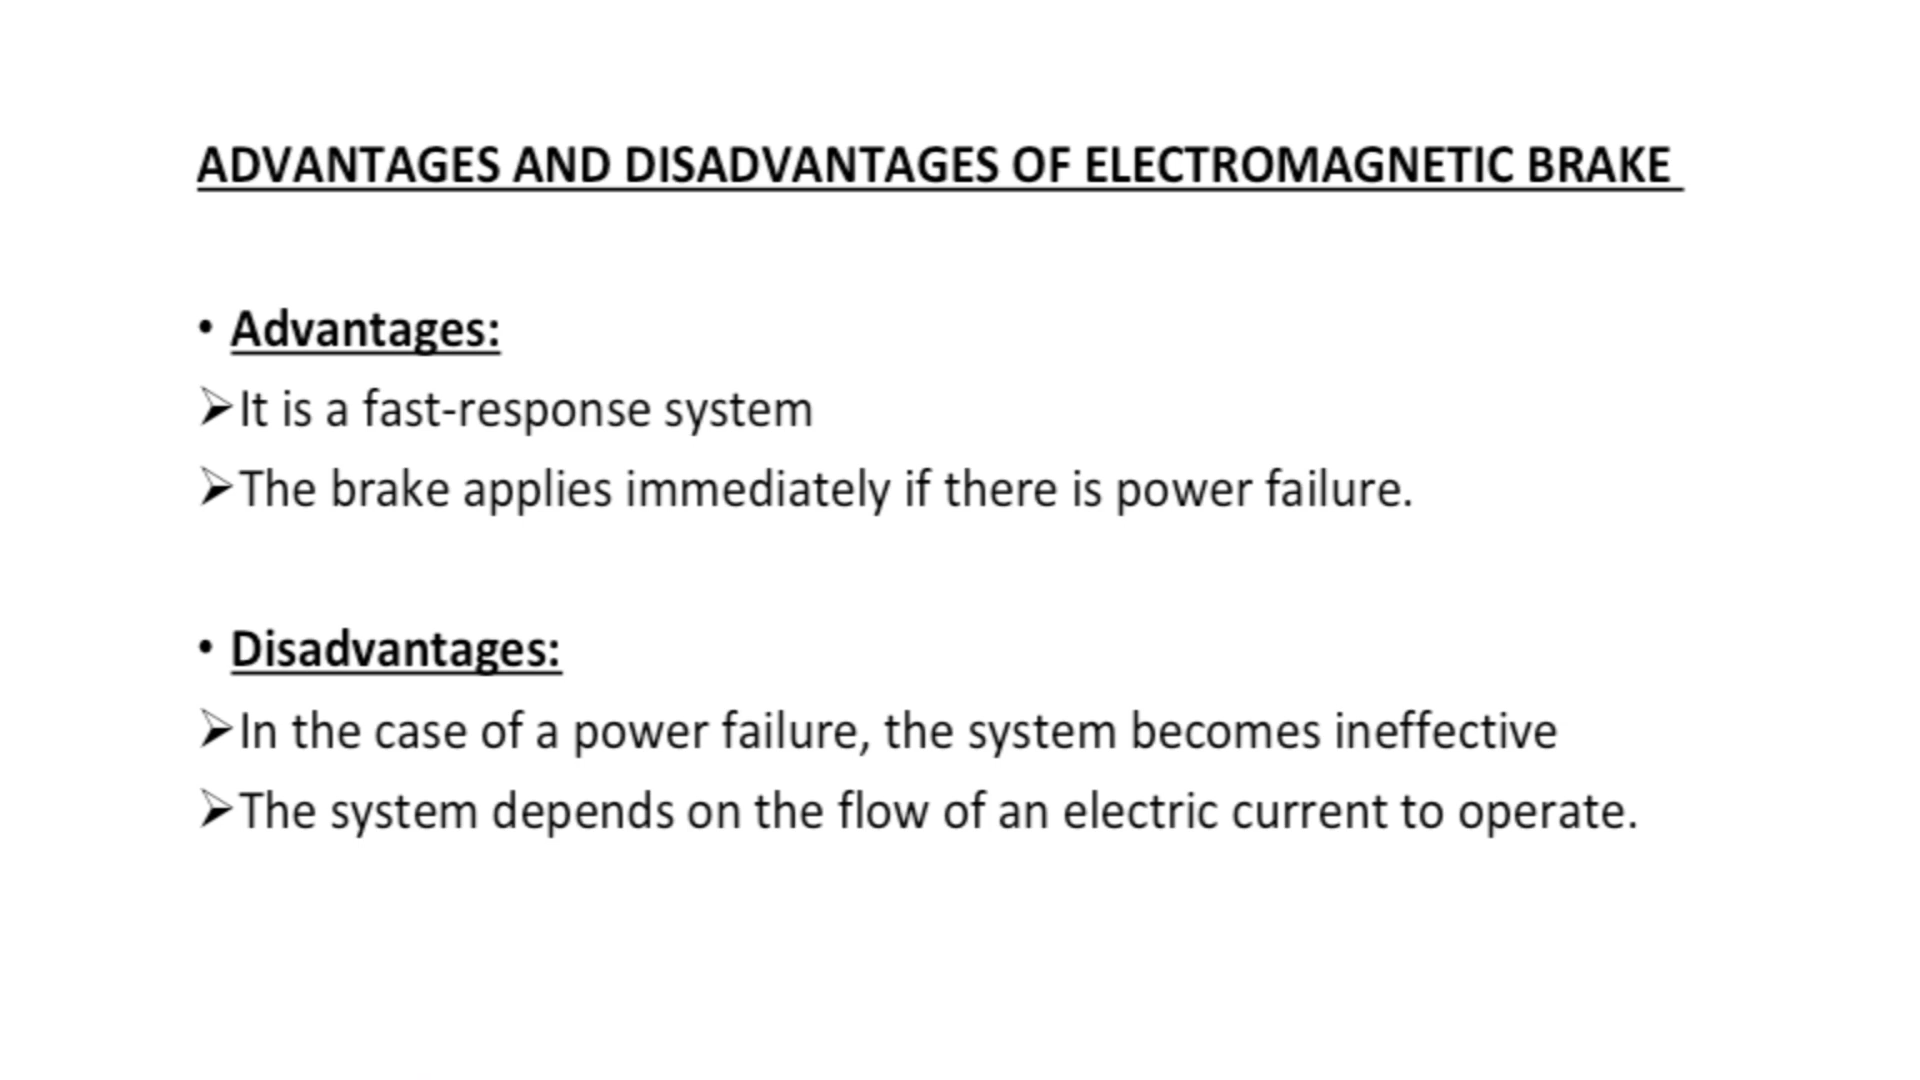 ADVANTAGES AND DISADVANTAGES OF ELECTROMAGNETIC BRAKE
• Advantages:
➢It is a fast-response system
➢The brake applies immediately if there is power failure.
• Disadvantages:
➢In the case of a power failure, the system becomes ineffective
➢The system depends on the flow of an electric current to operate.